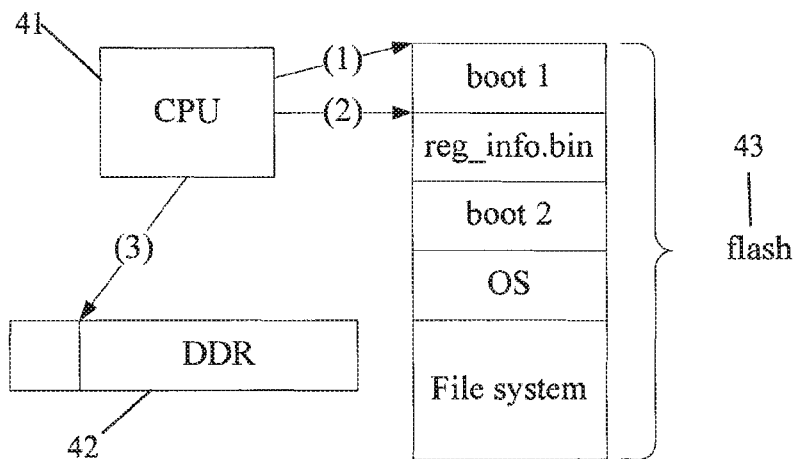 41
CPU
(1)
(2)
(3)
DDR
42
boot 1
reg_info.bin
boot 2
OS
File system
43
flash